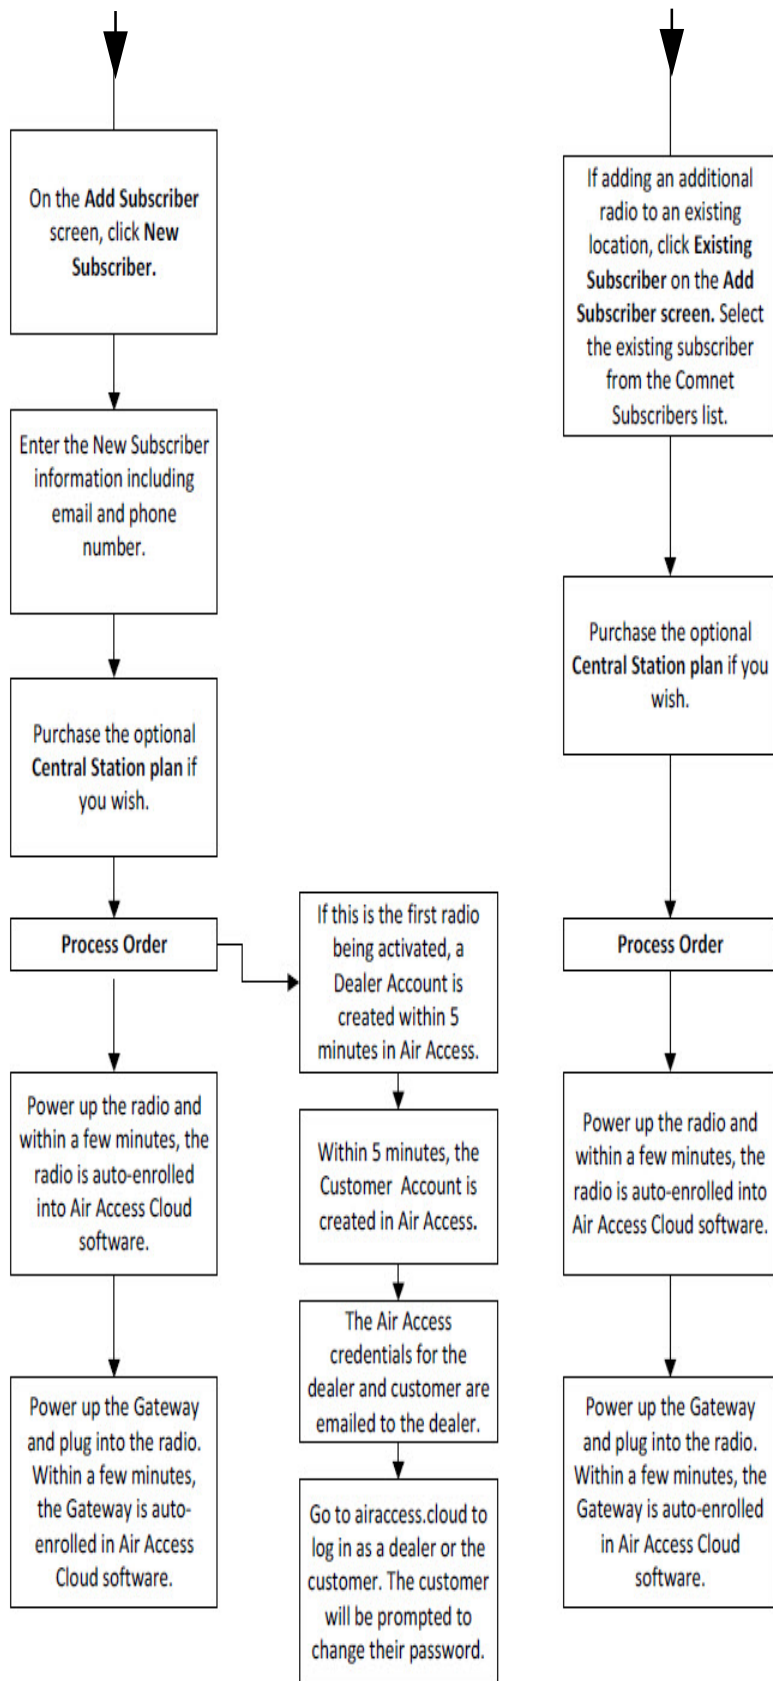 On the Add Subscriber
screen, click New
Subscriber.
Enter the New Subscriber
information including
email and phone
number.
Purchase the optional
Central Station plan if
you wish.
Process Order
Power up the radio and
within a few minutes, the
radio is auto-enrolled
into Air Access Cloud
software.
Power up the Gateway
and plug into the radio.
Within a few minutes,
the Gateway is auto-
enrolled in Air Access
Cloud software.
If this is the first radio
being activated, a
Dealer Account is
created within 5
minutes in Air Access.
Within 5 minutes, the
Customer Account is
created in Air Access.
The Air Access
credentials for the
dealer and customer are
emailed to the dealer.
Go to airaccess.cloud to
log in as a dealer or the
customer. The customer
will be prompted to
change their password.
If adding an additional
radio to an existing
location, click Existing
Subscriber on the Add
Subscriber screen. Select
the existing subscriber
from the Comnet
Subscribers list.
Purchase the optional
Central Station plan if you
wish.
Process Order
Power up the radio and
within a few minutes, the
radio is auto-enrolled into
Air Access Cloud software.
Power up the Gateway
and plug into the radio.
Within a few minutes, the
Gateway is auto-enrolled
in Air Access Cloud
software.